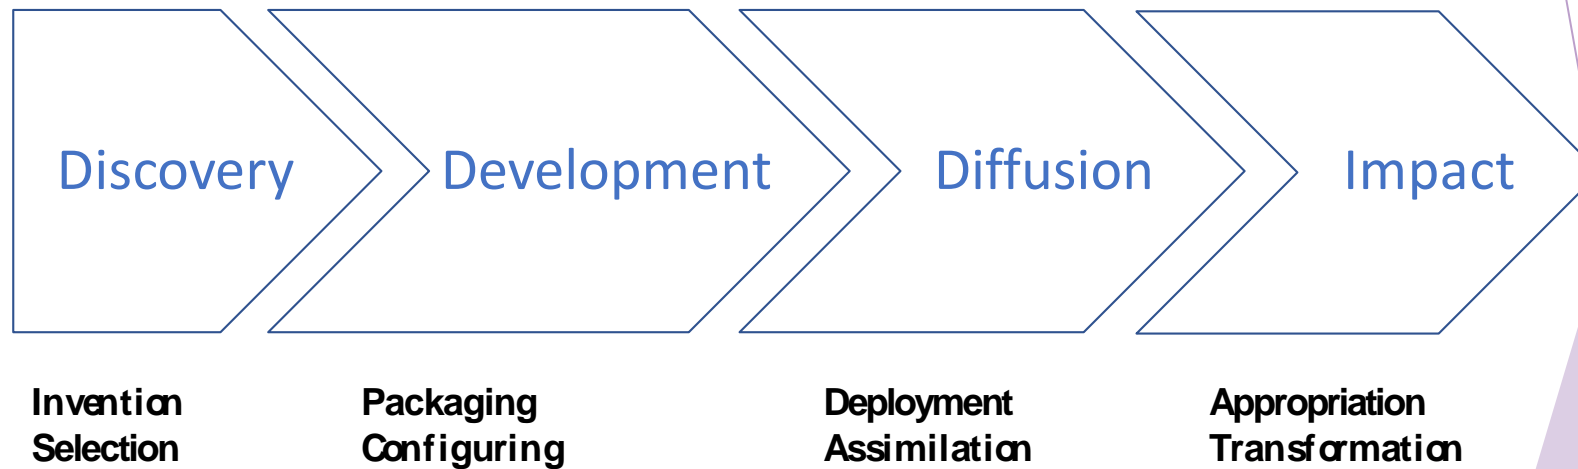 Discovery Development Diffusion Impact
Invention Packaging Deployment Appropriation
Selection Configuring Assimilation Transformation